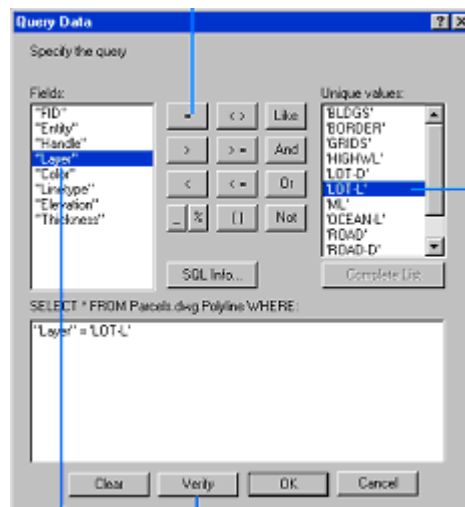 Query Data
Specify the query
Fields:
"FID"
"Entity"
"Handle"
"Layer"
"Color"
"Linetype"
"Elevation"
"Thickness"
= < > Like
> > = And
< < = Or
_ % () Not
SQL Info...
Unique values:
'BLDGS'
'BORDER'
'GRIDS'
'HIGHWL'
'LOT-D'
'LOT-L'
'ML'
'OCEAN-L'
'ROAD'
'ROAD-D'
Complete List
SELECT * FROM Parcels.dwg Polyline WHERE:
"Layer" = 'LOT-L'
Clear Verify OK Cancel